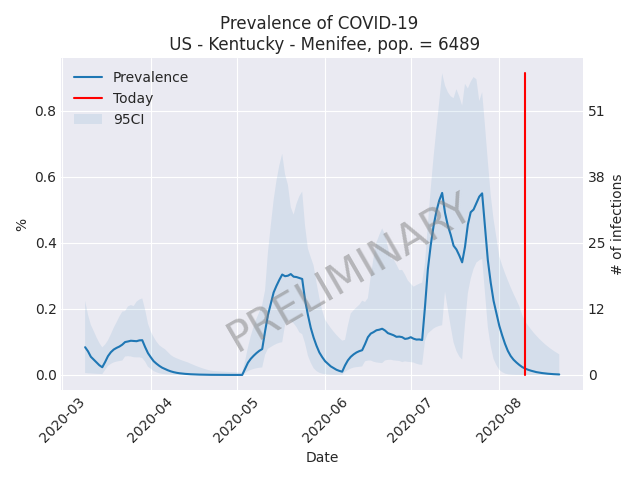 Prevalence of COVID-19
US - Kentucky - Menifee, pop. = 6489
Prevalence
Today
95CI
0.8
0.6
0.4
0.2
0.0
%
51
38
25
12
0
# of infections
PRELIMINARY
2020-03
2020-04
2020-05
2020-06
2020-07
2020-08
Date